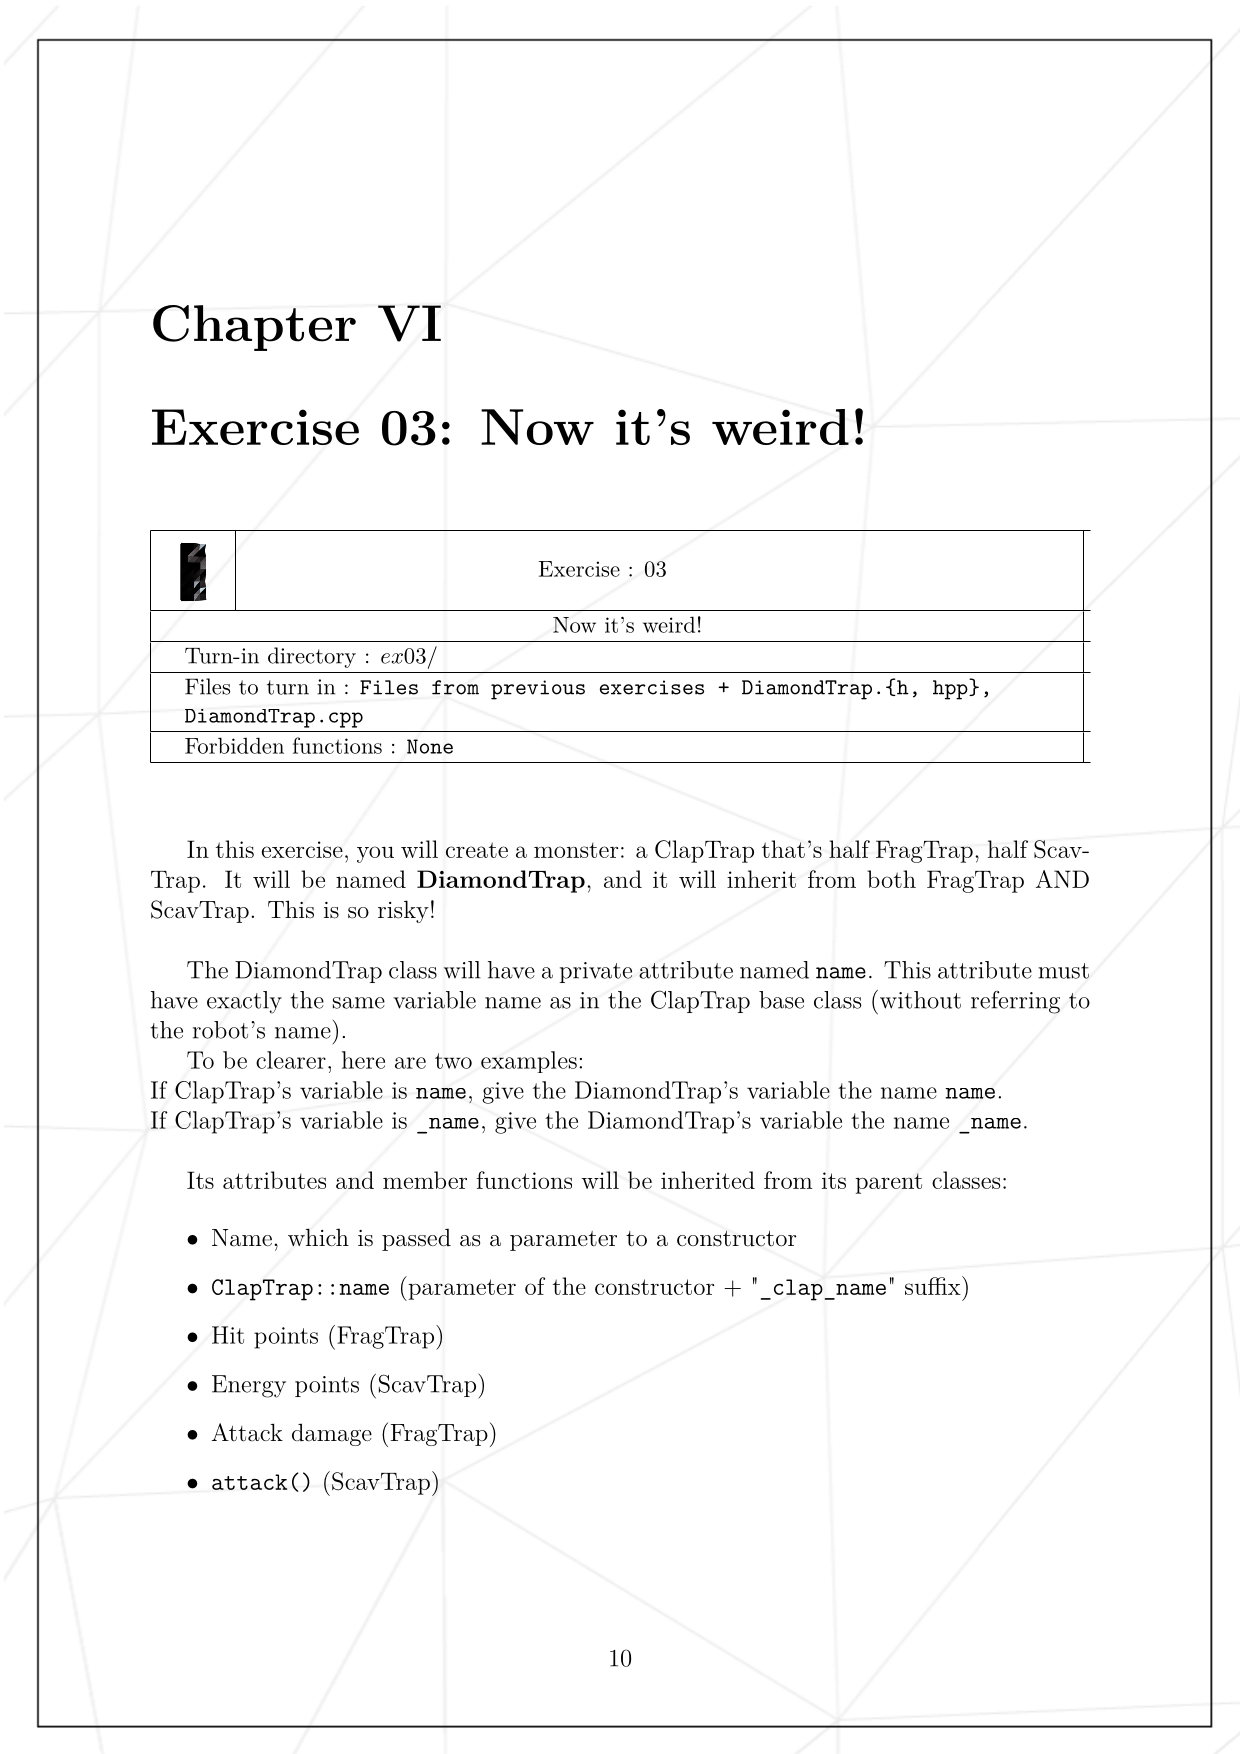 Chapter VI
Exercise 03: Now it's weird!
Exercise : 03
Now it's weird!
Turn-in directory : ex03/
Files to turn in : Files from previous exercises + DiamondTrap.{h, hpp},
DiamondTrap.cpp
Forbidden functions : None
In this exercise, you will create a monster: a ClapTrap that's half FragTrap, half Scav-
Trap. It will be named DiamondTrap, and it will inherit from both FragTrap AND
ScavTrap. This is so risky!
The DiamondTrap class will have a private attribute named name. This attribute must
have exactly the same variable name as in the ClapTrap base class (without referring to
the robot's name).
To be clearer, here are two examples:
If ClapTrap's variable is name, give the DiamondTrap's variable the name name.
If ClapTrap's variable is _name, give the DiamondTrap's variable the name _name.
Its attributes and member functions will be inherited from its parent classes:
• Name, which is passed as a parameter to a constructor
• ClapTrap::name (parameter of the constructor + "_clap_name" suffix)
• Hit points (FragTrap)
• Energy points (ScavTrap)
• Attack damage (FragTrap)
• attack() (ScavTrap)
10